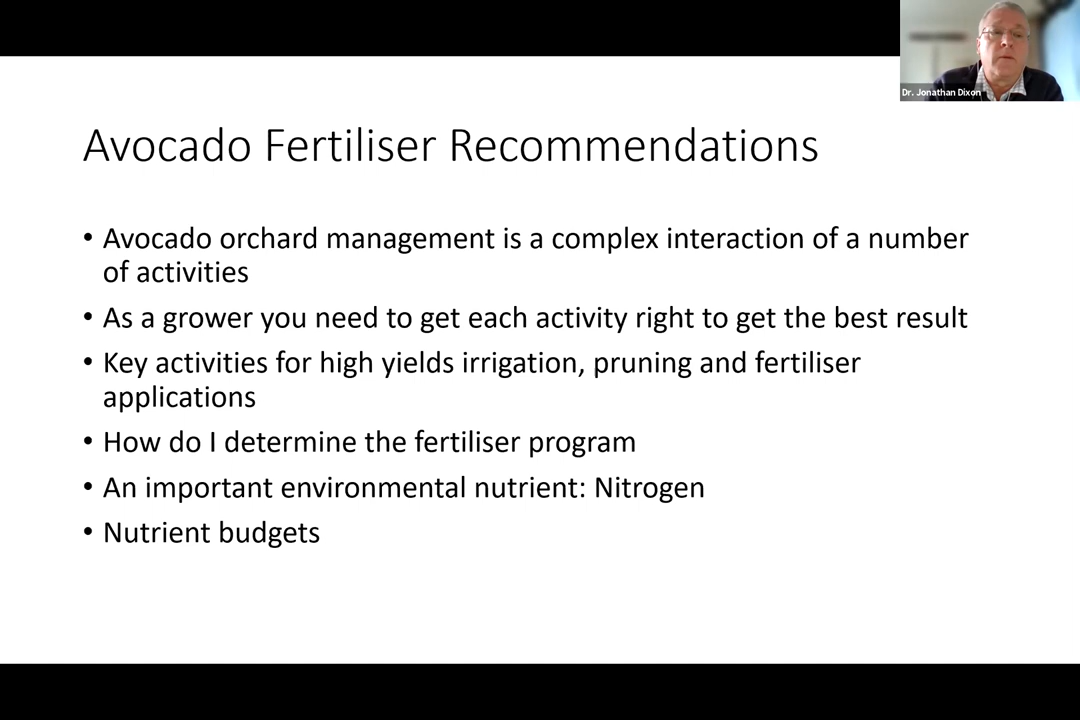 Dr. Jonathan Dixon
Avocado Fertiliser Recommendations
• Avocado orchard management is a complex interaction of a number
of activities
• As a grower you need to get each activity right to get the best result
• Key activities for high yields irrigation, pruning and fertiliser
applications
• How do I determine the fertiliser program
• An important environmental nutrient: Nitrogen
• Nutrient budgets